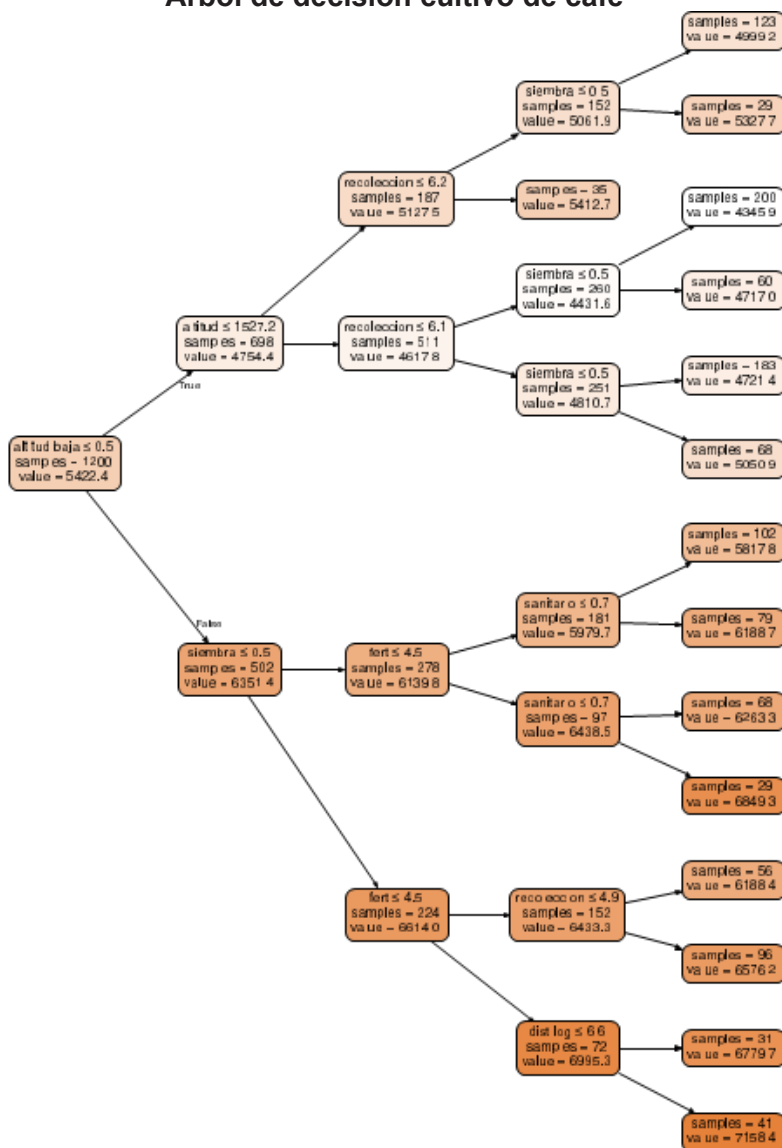 Árbol de decisión cultivo de café
samples = 123
value = 4999.2
siembra ≤ 0.5
samples = 152
value = 5061.9
samples = 29
value = 5327.7
recoleccion ≤ 6.2
samples = 187
value = 5127.5
samples = 35
value = 5412.7
samples = 200
value = 4345.9
siembra ≤ 0.5
samples = 260
value = 4431.6
samples = 60
value = 4717.0
altitud ≤ 1527.2
samples = 698
value = 4754.4
recoleccion ≤ 6.1
samples = 511
value = 4617.8
samples = 183
value = 4721.4
siembra ≤ 0.5
samples = 251
value = 4810.7
True
samples = 68
value = 5050.9
altitud baja ≤ 0.5
samples = 1200
value = 5422.4
samples = 102
value = 5817.8
sanitario ≤ 0.7
samples = 181
value = 5979.7
samples = 79
value = 6188.7
False
siembra ≤ 0.5
samples = 502
value = 6351.4
fert ≤ 4.5
samples = 278
value = 6139.8
samples = 68
value = 6263.3
sanitario ≤ 0.7
samples = 97
value = 6438.5
samples = 29
value = 6849.3
samples = 56
value = 6188.4
fert ≤ 4.5
samples = 224
value = 6614.0
recoleccion ≤ 4.9
samples = 152
value = 6433.3
samples = 96
value = 6576.2
dist log ≤ 6.6
samples = 72
value = 6995.3
samples = 31
value = 6779.7
samples = 41
value = 7158.4